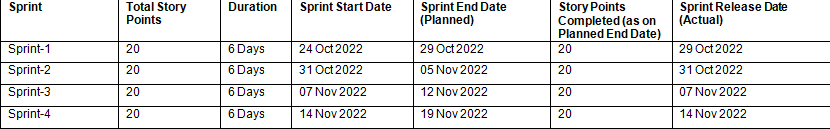 Sprint Total Story Points Duration Sprint Start Date Sprint End Date (Planned) Story Points Completed (as on Planned End Date) Sprint Release Date (Actual)
Sprint-1 20 6 Days 24 Oct 2022 29 Oct 2022 20 29 Oct 2022
Sprint-2 20 6 Days 31 Oct 2022 05 Nov 2022 20 31 Oct 2022
Sprint-3 20 6 Days 07 Nov 2022 12 Nov 2022 20 07 Nov 2022
Sprint-4 20 6 Days 14 Nov 2022 19 Nov 2022 20 14 Nov 2022